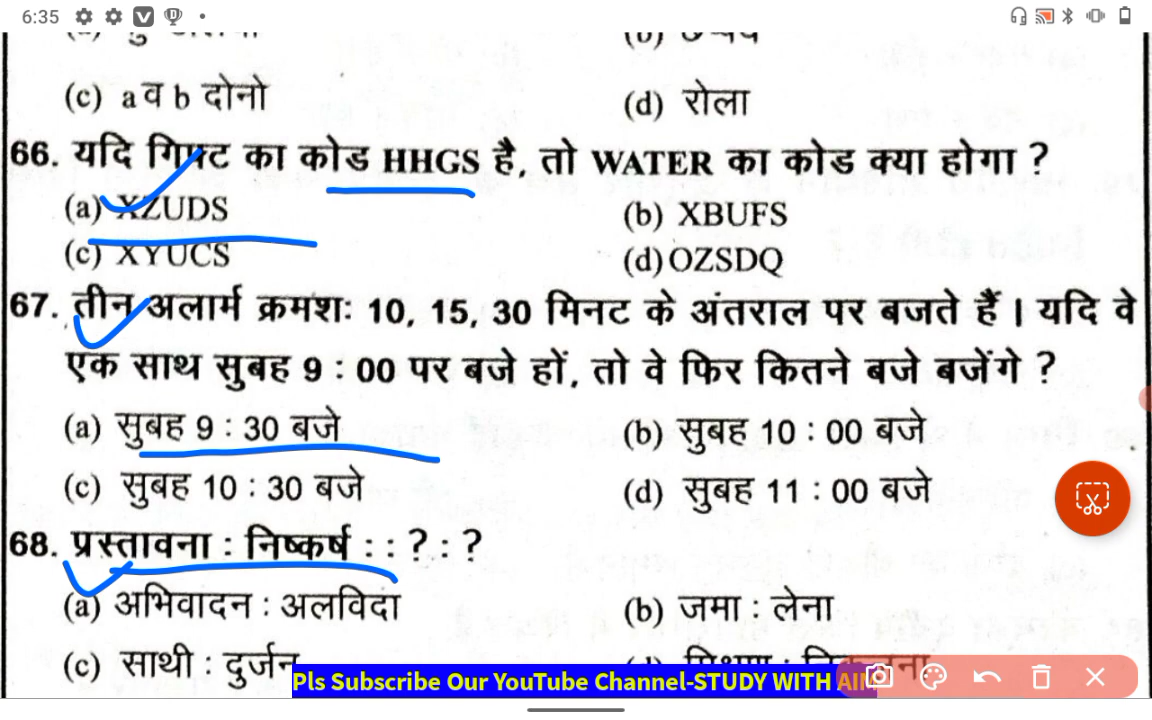 6:35
(c) a व b दोनो
(d) रोला
66. यदि गिफ्ट का कोड HHGS है, तो WATER का कोड क्या होगा ?
(a) XZUDS
(b) XBUFS
(c) XYUCS
(d) OZSDQ
67. तीन अलार्म क्रमशः 10, 15, 30 मिनट के अंतराल पर बजते हैं । यदि वे
एक साथ सुबह 9 : 00 पर बजे हों, तो वे फिर कितने बजे बजेंगे ?
(a) सुबह 9 : 30 बजे
(b) सुबह 10 : 00 बजे
(c) सुबह 10 : 30 बजे
(d) सुबह 11 : 00 बजे
68. प्रस्तावना : निष्कर्ष : : ? : ?
(a) अभिवादन : अलविदा
(b) जमा : लेना
(c) साथी : दुर्जन
Pls Subscribe Our YouTube Channel-STUDY WITH AIM